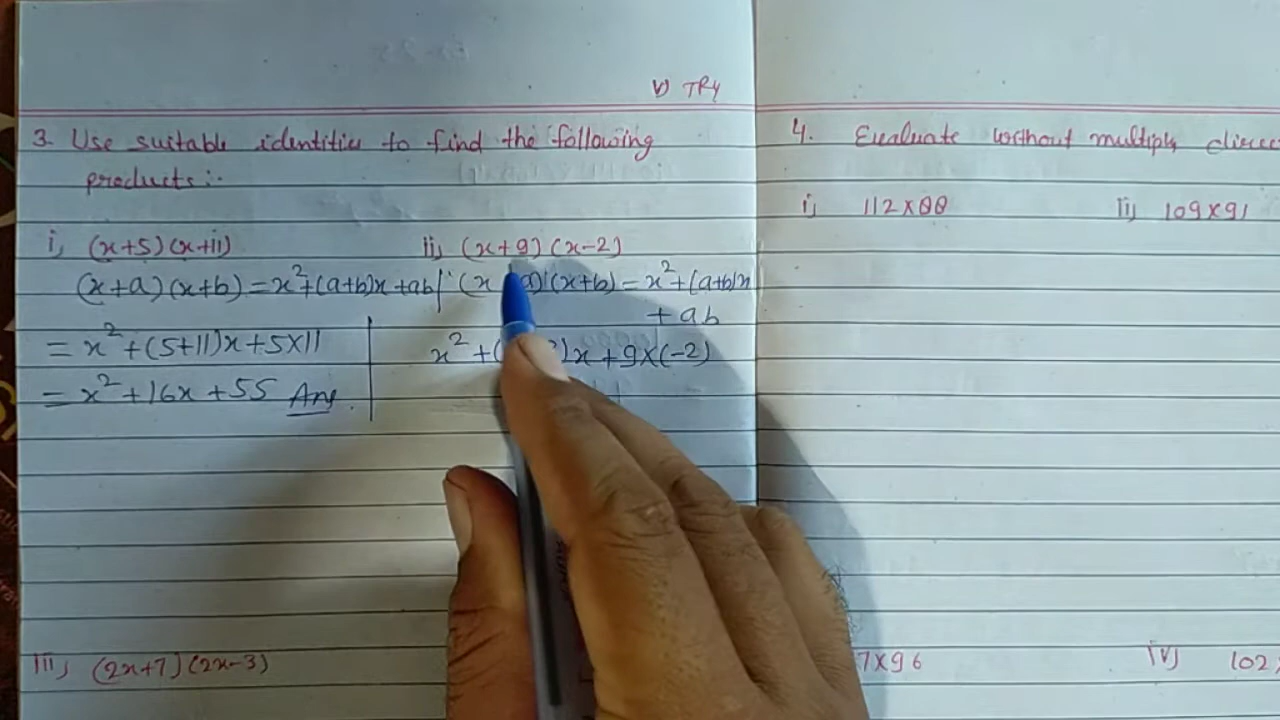 v) TRY
3. Use suitable identities to find the following
products:-
i) (x+5)(x+11)
(x+a)(x+b)=x²+(a+b)x+ab
= x²+(5+11)x+5×11
= x²+16x+55 Ans.
ii) (x+9)(x-2)
(x a)(x+b)=x²+(a+b)x
+ab
x²+( 2)x+9×(-2)
iii) (2x+7)(2x-3)
4. Evaluate without multiply direc
i) 112×88
ii) 109×91
7×96
iv) 102